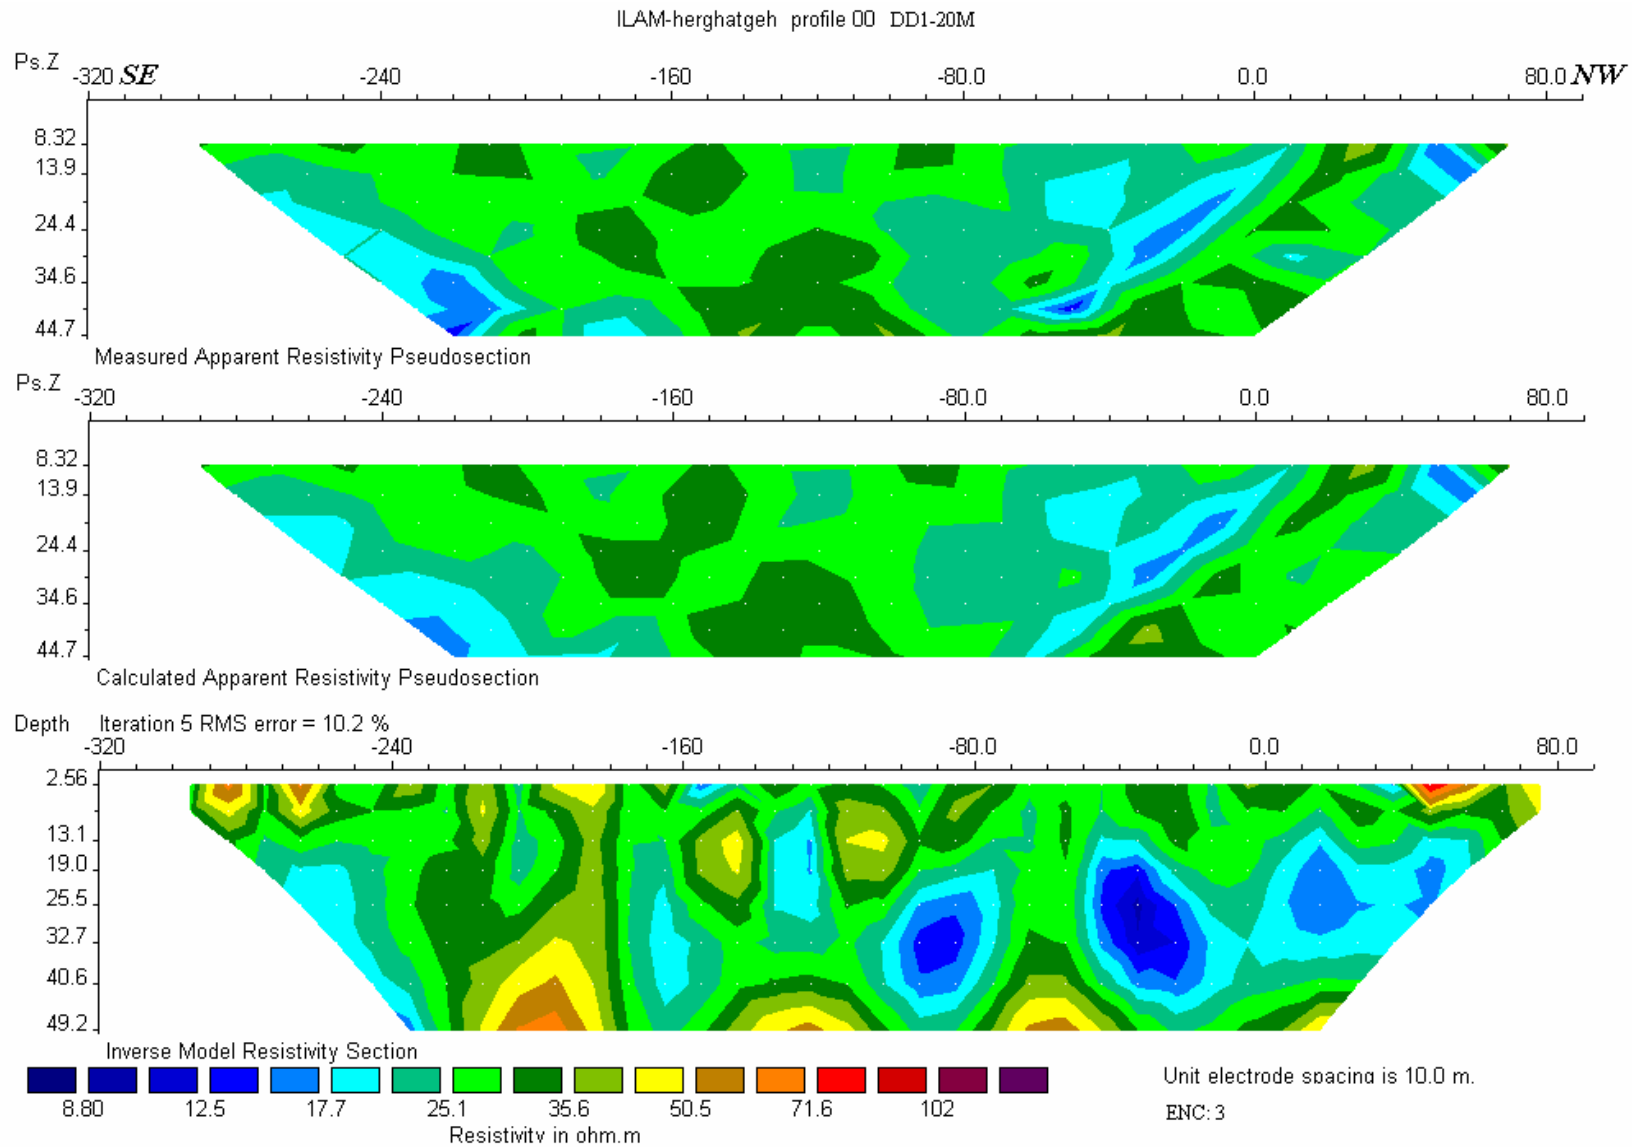 ILAM-herghatgeh profile 00 DD1-20M
Ps.Z -320 SE -240 -160 -80.0 0.0 80.0 NW
8.32
13.9
24.4
34.6
44.7
Measured Apparent Resistivity Pseudosection
Ps.Z
-320 -240 -160 -80.0 0.0 80.0
8.32
13.9
24.4
34.6
44.7
Calculated Apparent Resistivity Pseudosection
Depth Iteration 5 RMS error = 10.2 %
-320 -240 -160 -80.0 0.0 80.0
2.56
13.1
19.0
25.5
32.7
40.6
49.2
Inverse Model Resistivity Section
8.80 12.5 17.7 25.1 35.6 50.5 71.6 102
Resistivity in ohm.m
Unit electrode spacing is 10.0 m.
ENC: 3